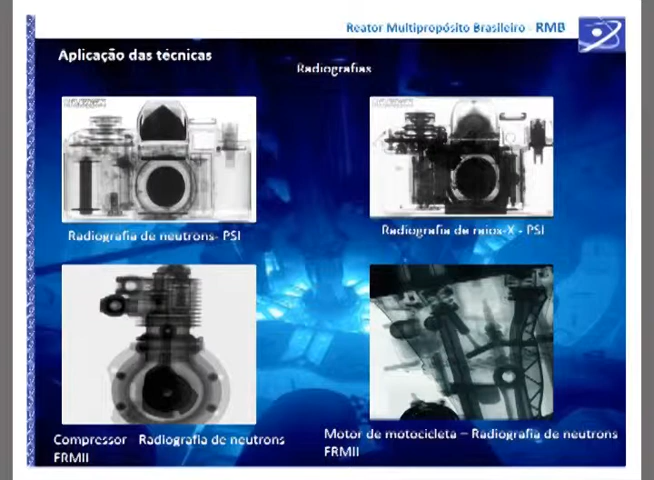 Reator Multipropósito Brasileiro - RMB
Aplicação das técnicas
Radiografias
Radiografia de neutrons- PSI
Radiografia de raios-X - PSI
Compressor - Radiografia de neutrons
FRMII
Motor de motocicleta – Radiografia de neutrons
FRMII